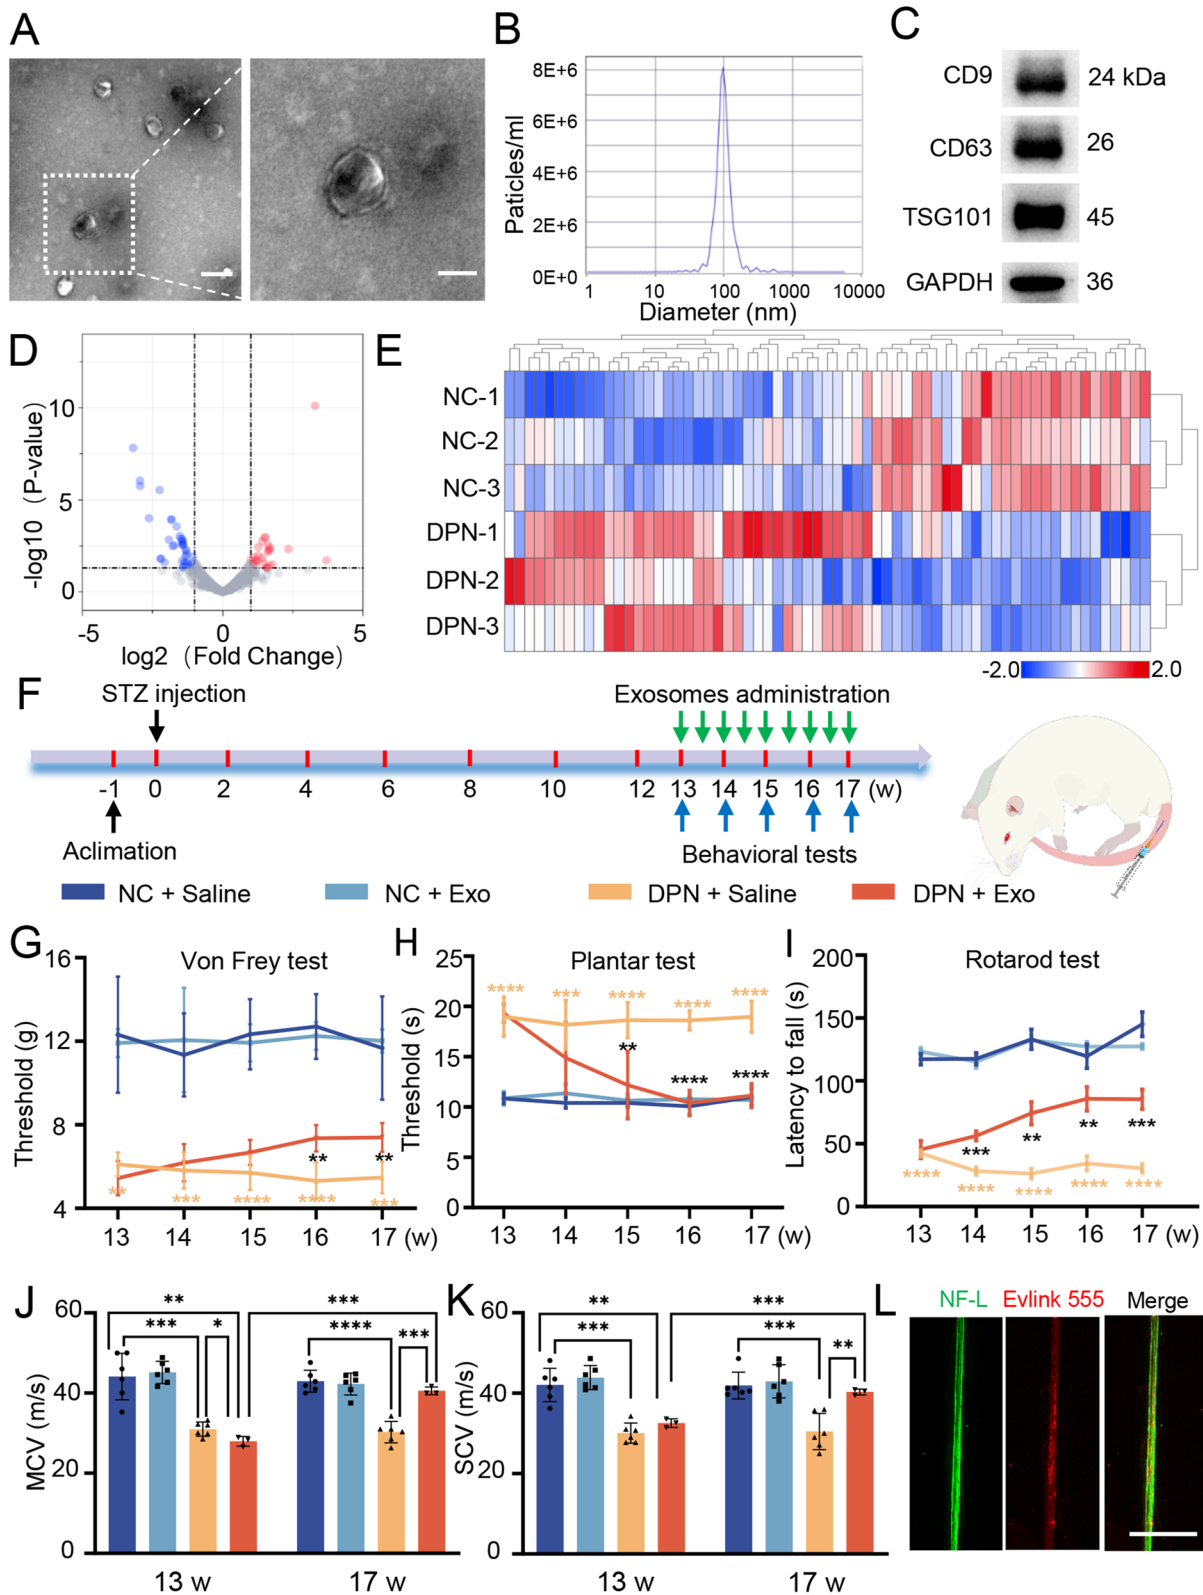 A
B
8E+6
6E+6
4E+6
2E+6
0E+0
Paticles/ml
1 10 100 1000 10000
Diameter (nm)
C
CD9 24 kDa
CD63 26
TSG101 45
GAPDH 36
D
-log10 (P-value)
10
5
0
-5 0 5
log2 (Fold Change)
E
NC-1
NC-2
NC-3
DPN-1
DPN-2
DPN-3
-2.0 2.0
F
STZ injection Exosomes administration
-1 0 2 4 6 8 10 12 13 14 15 16 17 (w)
Aclimation Behavioral tests
NC + Saline NC + Exo DPN + Saline DPN + Exo
G
Von Frey test
Threshold (g)
16
12
8
4
** *** **** **** ***
** **
13 14 15 16 17 (w)
H
Plantar test
Threshold (s)
25
20
15
10
5
0
**** *** **** **** ****
** **** ****
13 14 15 16 17 (w)
I
Rotarod test
Latency to fall (s)
200
150
100
50
0
*** ** ** ***
**** **** **** **** ****
13 14 15 16 17 (w)
J
MCV (m/s)
60
40
20
0
** ***
*** * **** ***
13 w 17 w
K
SCV (m/s)
60
40
20
0
** ***
*** *** **
13 w 17 w
L
NF-L Evlink 555 Merge